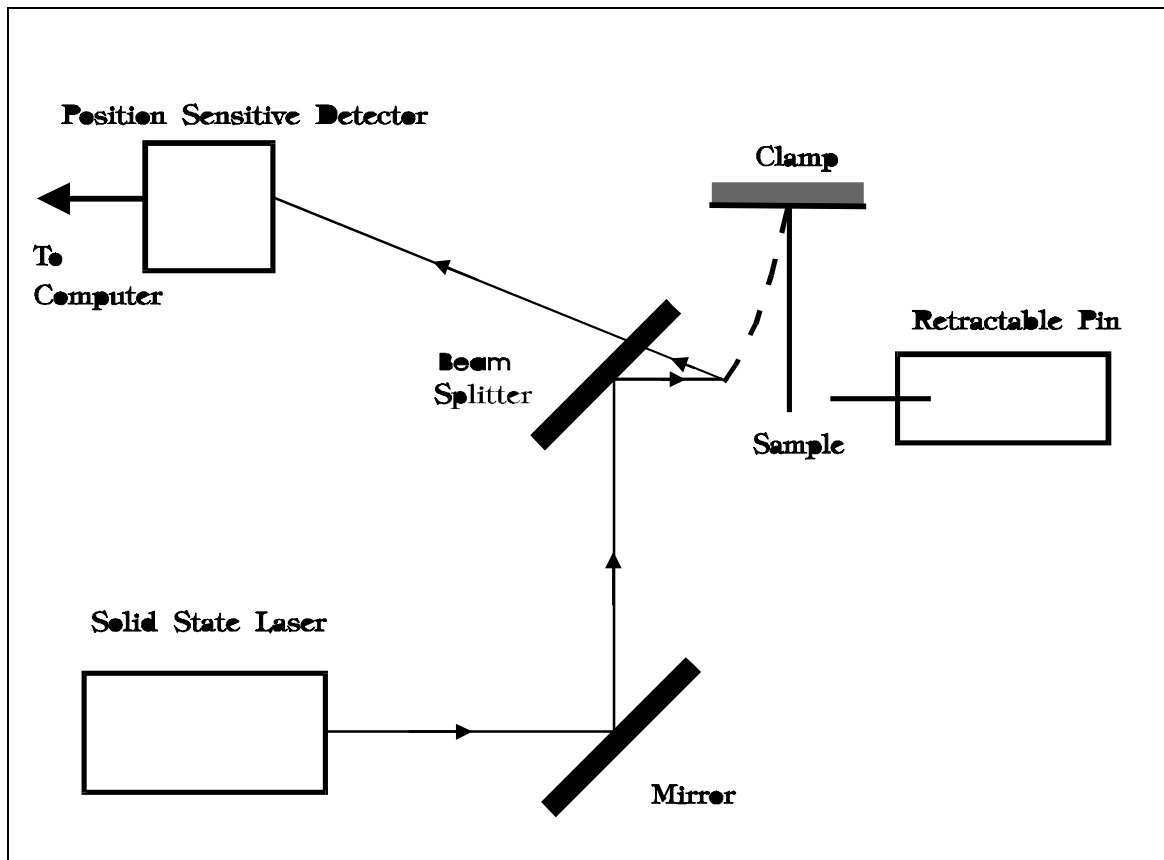 Position Sensitive Detector
Clamp
To
Computer
Retractable Pin
Beam
Splitter
Sample
Solid State Laser
Mirror